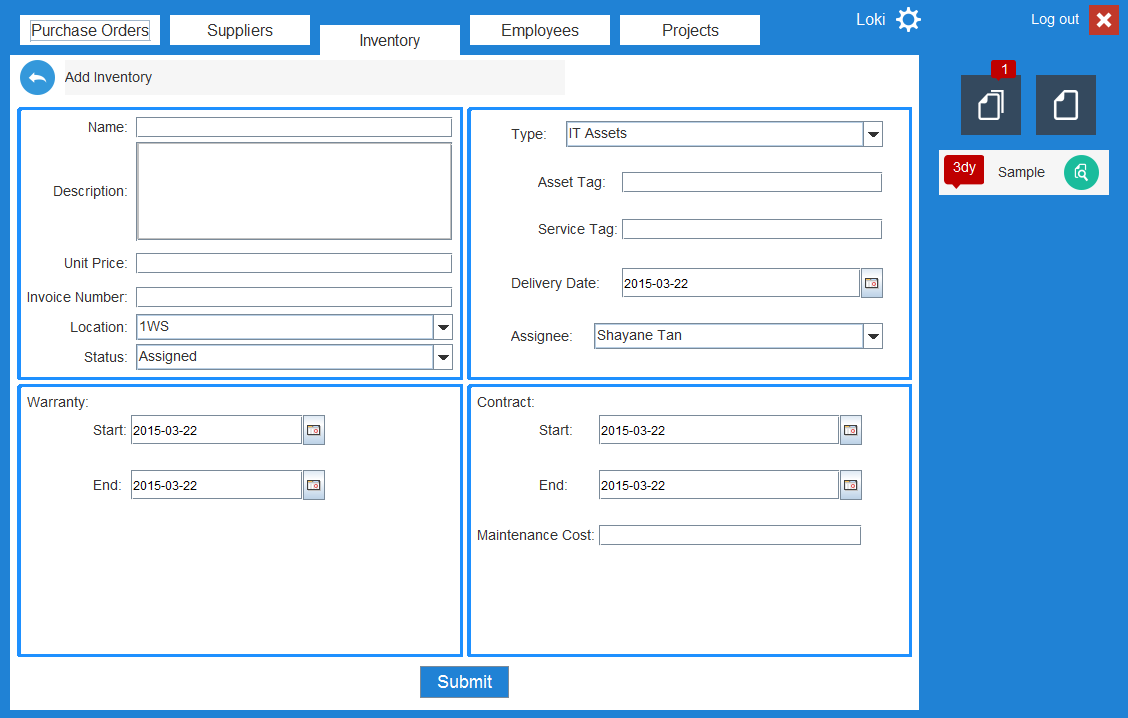 Purchase Orders
Suppliers
Inventory
Employees
Projects
Loki
Log out
Add Inventory
1
3dy
Sample
Name:
Description:
Unit Price:
Invoice Number:
Location: 1WS
Status: Assigned
Type: IT Assets
Asset Tag:
Service Tag:
Delivery Date: 2015-03-22
Assignee: Shayane Tan
Warranty:
Start: 2015-03-22
End: 2015-03-22
Contract:
Start: 2015-03-22
End: 2015-03-22
Maintenance Cost:
Submit